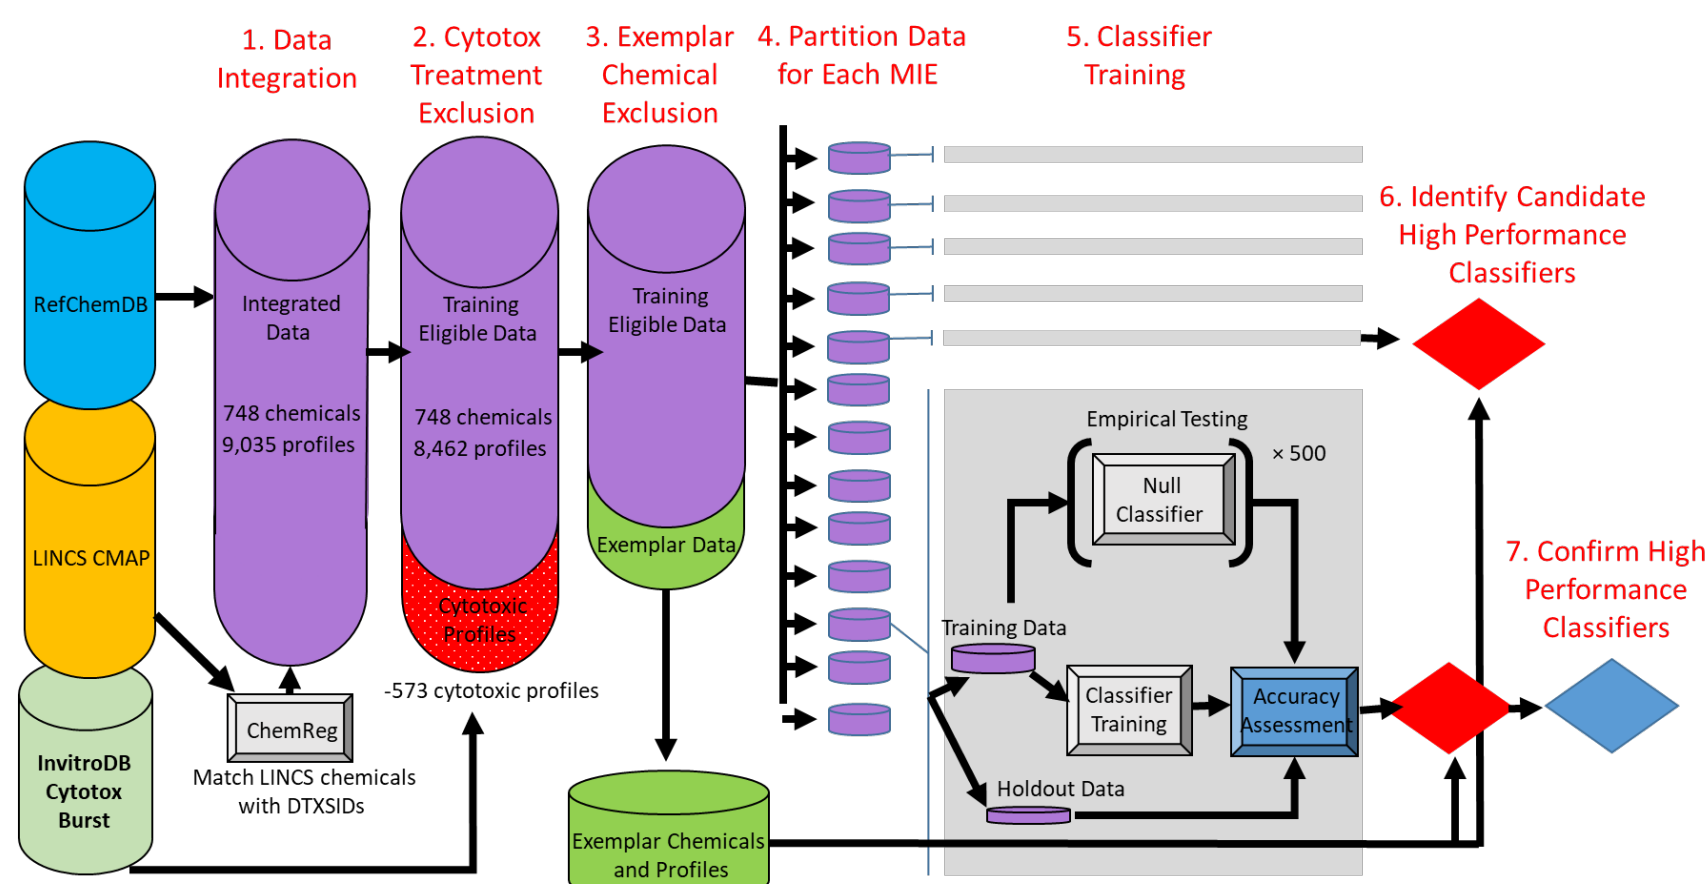 1. Data
Integration
2. Cytotox
Treatment
Exclusion
3. Exemplar
Chemical
Exclusion
4. Partition Data
for Each MIE
5. Classifier
Training
6. Identify Candidate
High Performance
Classifiers
7. Confirm High
Performance
Classifiers
RefChemDB
LINCS CMAP
InvitroDB
Cytotox
Burst
Integrated
Data
748 chemicals
9,035 profiles
ChemReg
Match LINCS chemicals
with DTXSIDs
Training
Eligible Data
748 chemicals
8,462 profiles
Cytotoxic
Profiles
-573 cytotoxic profiles
Training
Eligible Data
Exemplar Data
Exemplar Chemicals
and Profiles
Empirical Testing
× 500
Null
Classifier
Training Data
Classifier
Training
Accuracy
Assessment
Holdout Data